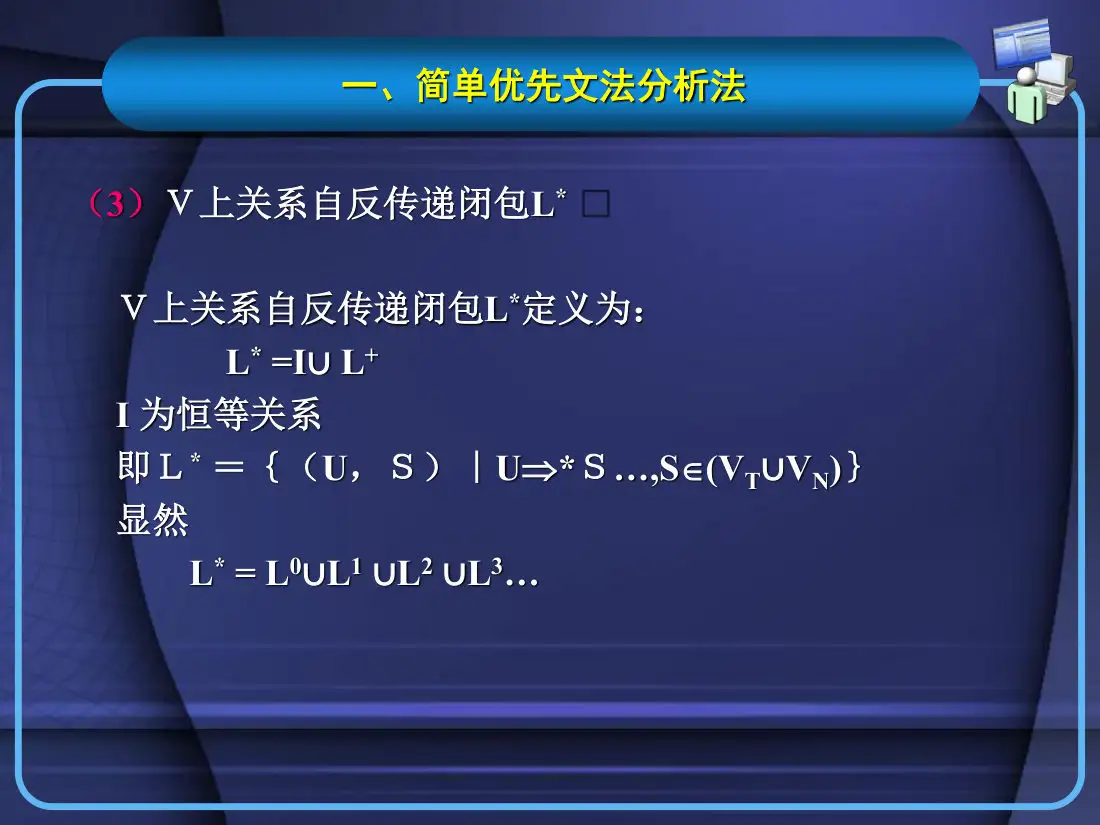 一、简单优先文法分析法
（3）Ｖ上关系自反传递闭包L* □
Ｖ上关系自反传递闭包L*定义为：
L* =I∪ L+
I 为恒等关系
即Ｌ* ＝｛（U，Ｓ）｜U⇒*Ｓ…,S∈(VT∪VN)｝
显然
L* = L0∪L1 ∪L2 ∪L3…